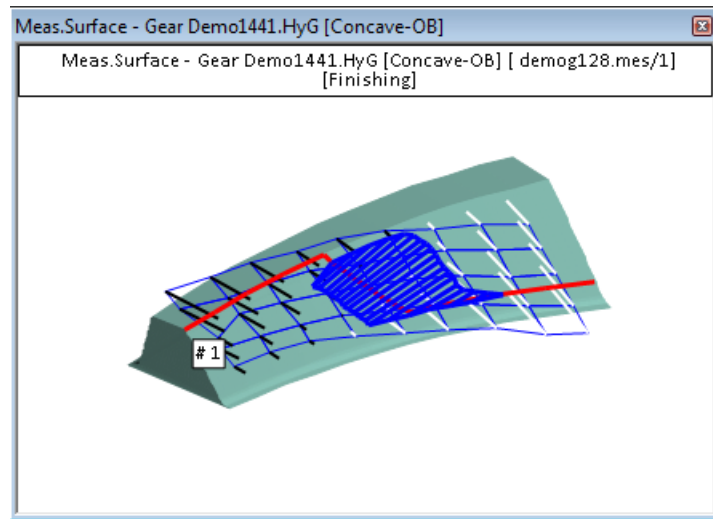 Meas.Surface - Gear Demo1441.HyG [Concave-OB]
Meas.Surface - Gear Demo1441.HyG [Concave-OB] [ demog128.mes/1]
[Finishing]
# 1